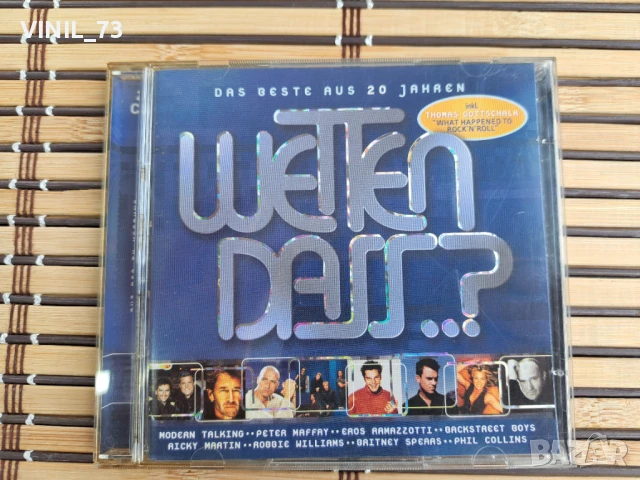 VINIL_73
DAS BESTE AUS 20 JAHREN
inkl.
THOMAS GOTTSCHALK
"WHAT HAPPENED TO
ROCK'N'ROLL"
WETTEN
DASS..?
MODERN TALKING··PETER MAFFAY··EROS RAMAZZOTTI··BACKSTREET BOYS
RICKY MARTIN··ROBBIE WILLIAMS··BRITNEY SPEARS··PHIL COLLINS
BAZAR